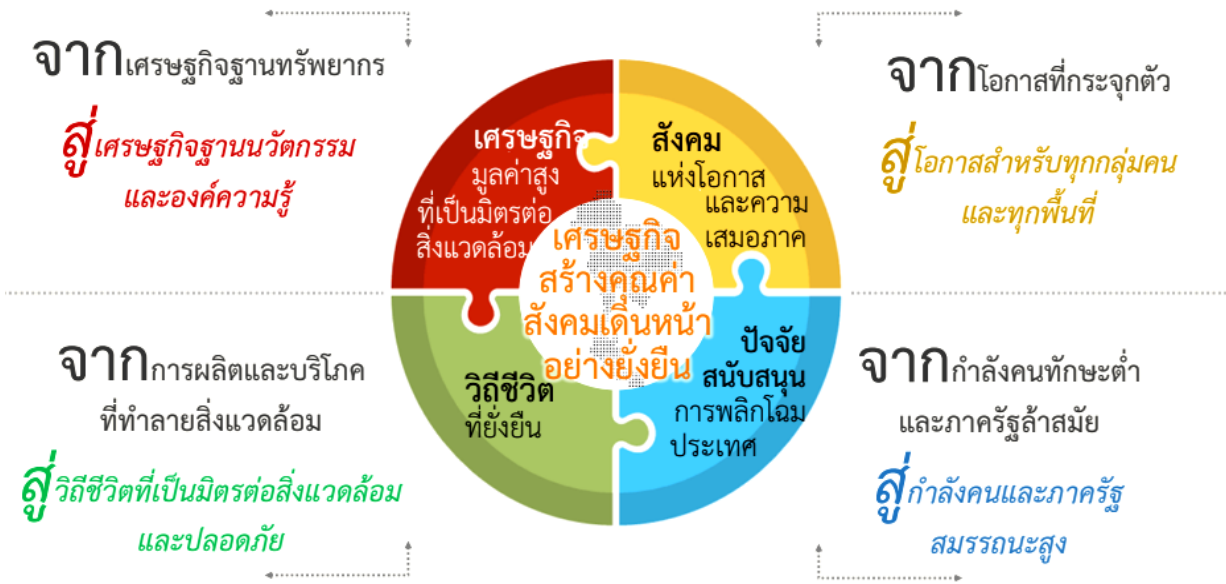 จากเศรษฐกิจฐานทรัพยากร
สู่เศรษฐกิจฐานนวัตกรรม
และองค์ความรู้
จากโอกาสที่กระจุกตัว
สู่โอกาสสำหรับทุกกลุ่มคน
และทุกพื้นที่
เศรษฐกิจ
มูลค่าสูง
ที่เป็นมิตรต่อ
สิ่งแวดล้อม
สังคม
แห่งโอกาส
และความ
เสมอภาค
เศรษฐกิจ
สร้างคุณค่า
สังคมเดินหน้า
อย่างยั่งยืน
วิถีชีวิต
ที่ยั่งยืน
ปัจจัย
สนับสนุน
การพลิกโฉม
ประเทศ
จากการผลิตและบริโภค
ที่ทำลายสิ่งแวดล้อม
สู่วิถีชีวิตที่เป็นมิตรต่อสิ่งแวดล้อม
และปลอดภัย
จากกำลังคนทักษะต่ำ
และภาครัฐล้าสมัย
สู่กำลังคนและภาครัฐ
สมรรถนะสูง